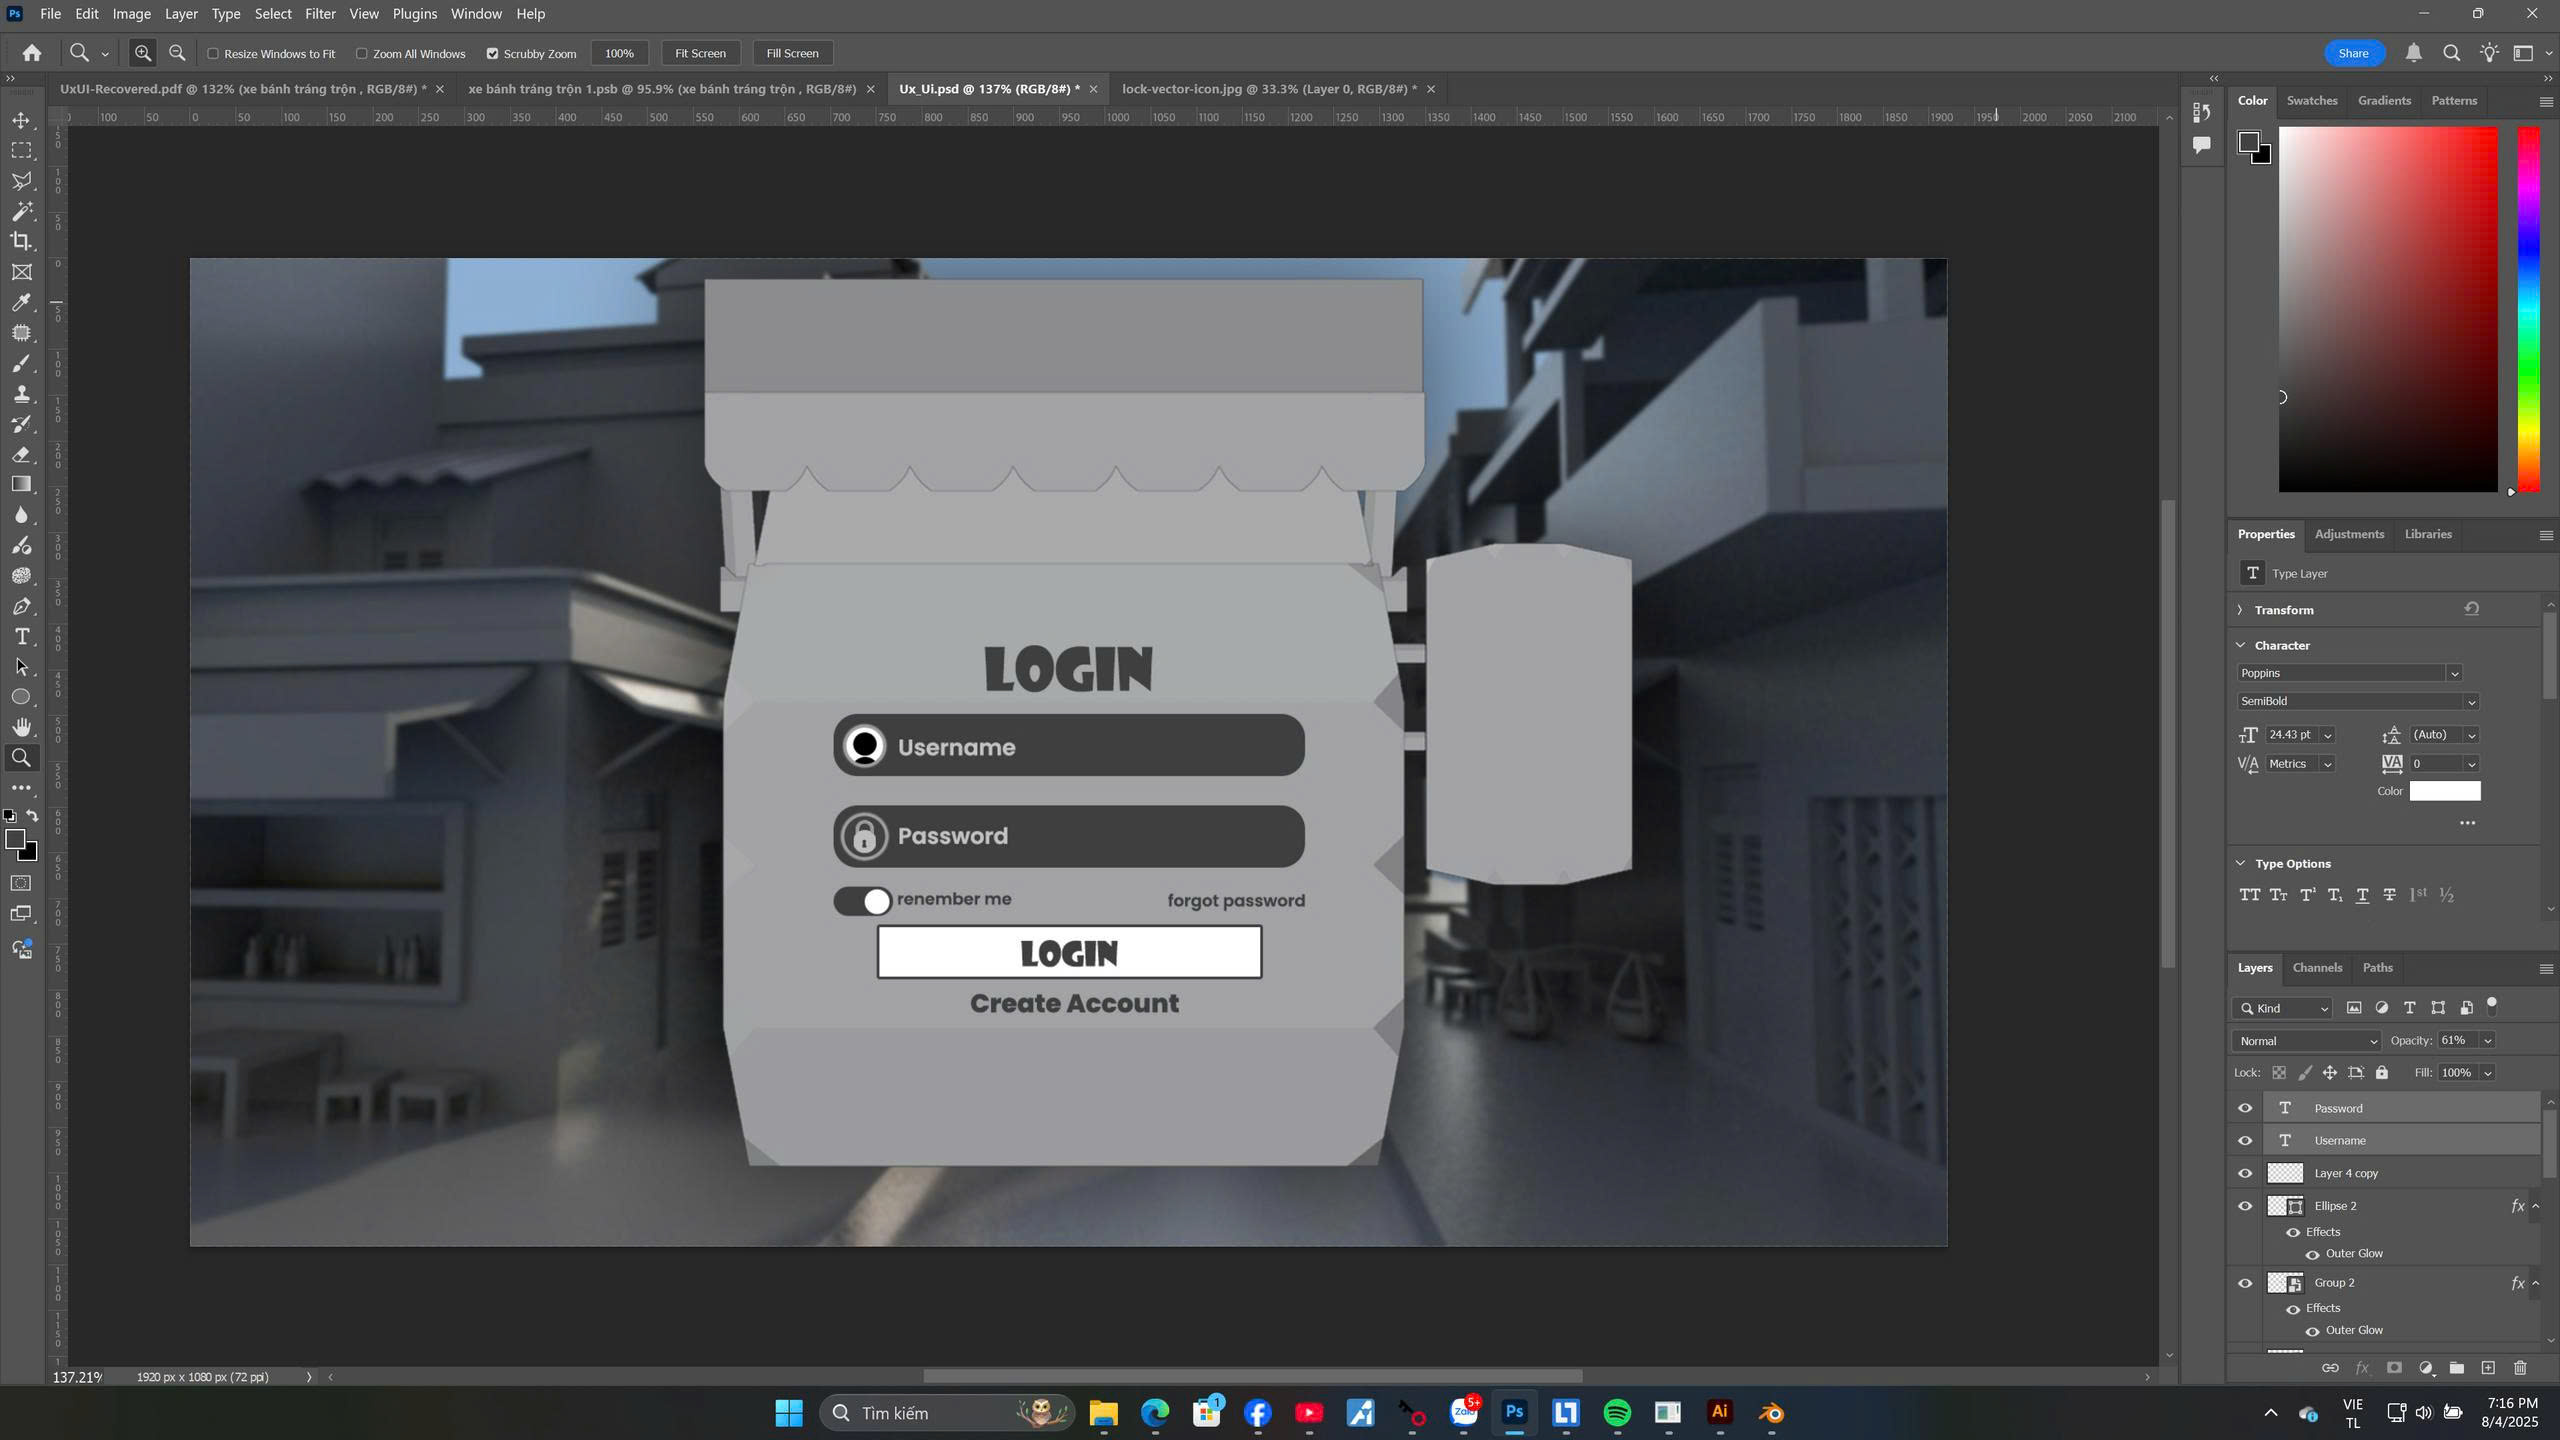 File Edit Image Layer Type Select Filter View Plugins Window Help
Resize Windows to Fit Zoom All Windows Scrubby Zoom 100% Fit Screen Fill Screen Share
UxUI-Recovered.pdf @ 132% (xe bánh tráng trộn , RGB/8#) * xe bánh tráng trộn 1.psb @ 95.9% (xe bánh tráng trộn , RGB/8#) Ux_Ui.psd @ 137% (RGB/8#) * lock-vector-icon.jpg @ 33.3% (Layer 0, RGB/8#) *
100 50 0 50 100 150 200 250 300 350 400 450 500 550 600 650 700 750 800 850 900 950 1000 1050 1100 1150 1200 1250 1300 1350 1400 1450 1500 1550 1600 1650 1700 1750 1800 1850 1900 1950 2000 2050 2100
LOGIN
Username
Password
renember me forgot password
LOGIN
Create Account
Color Swatches Gradients Patterns
Properties Adjustments Libraries
Type Layer
Transform
Character
Poppins
SemiBold
24.43 pt (Auto)
Metrics 0
Color
Type Options
Layers Channels Paths
Kind
Normal Opacity: 61%
Lock: Fill: 100%
Password
Username
Layer 4 copy
Ellipse 2 fx
Effects
Outer Glow
Group 2 fx
Effects
Outer Glow
137.21% 1920 px x 1080 px (72 ppi)
Tìm kiếm
1
5+
Zalo
Ps
Ai
VIE
TL
7:16 PM
8/4/2025